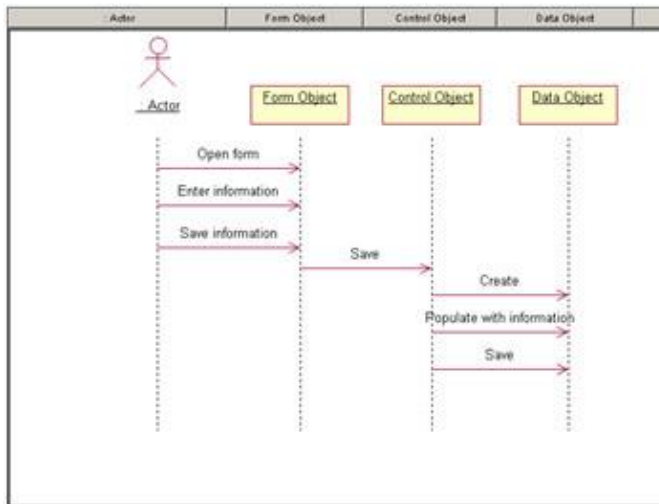 : Actor
Form Object
Control Object
Data Object
: Actor
Form Object
Control Object
Data Object
Open form
Enter information
Save information
Save
Create
Populate with information
Save